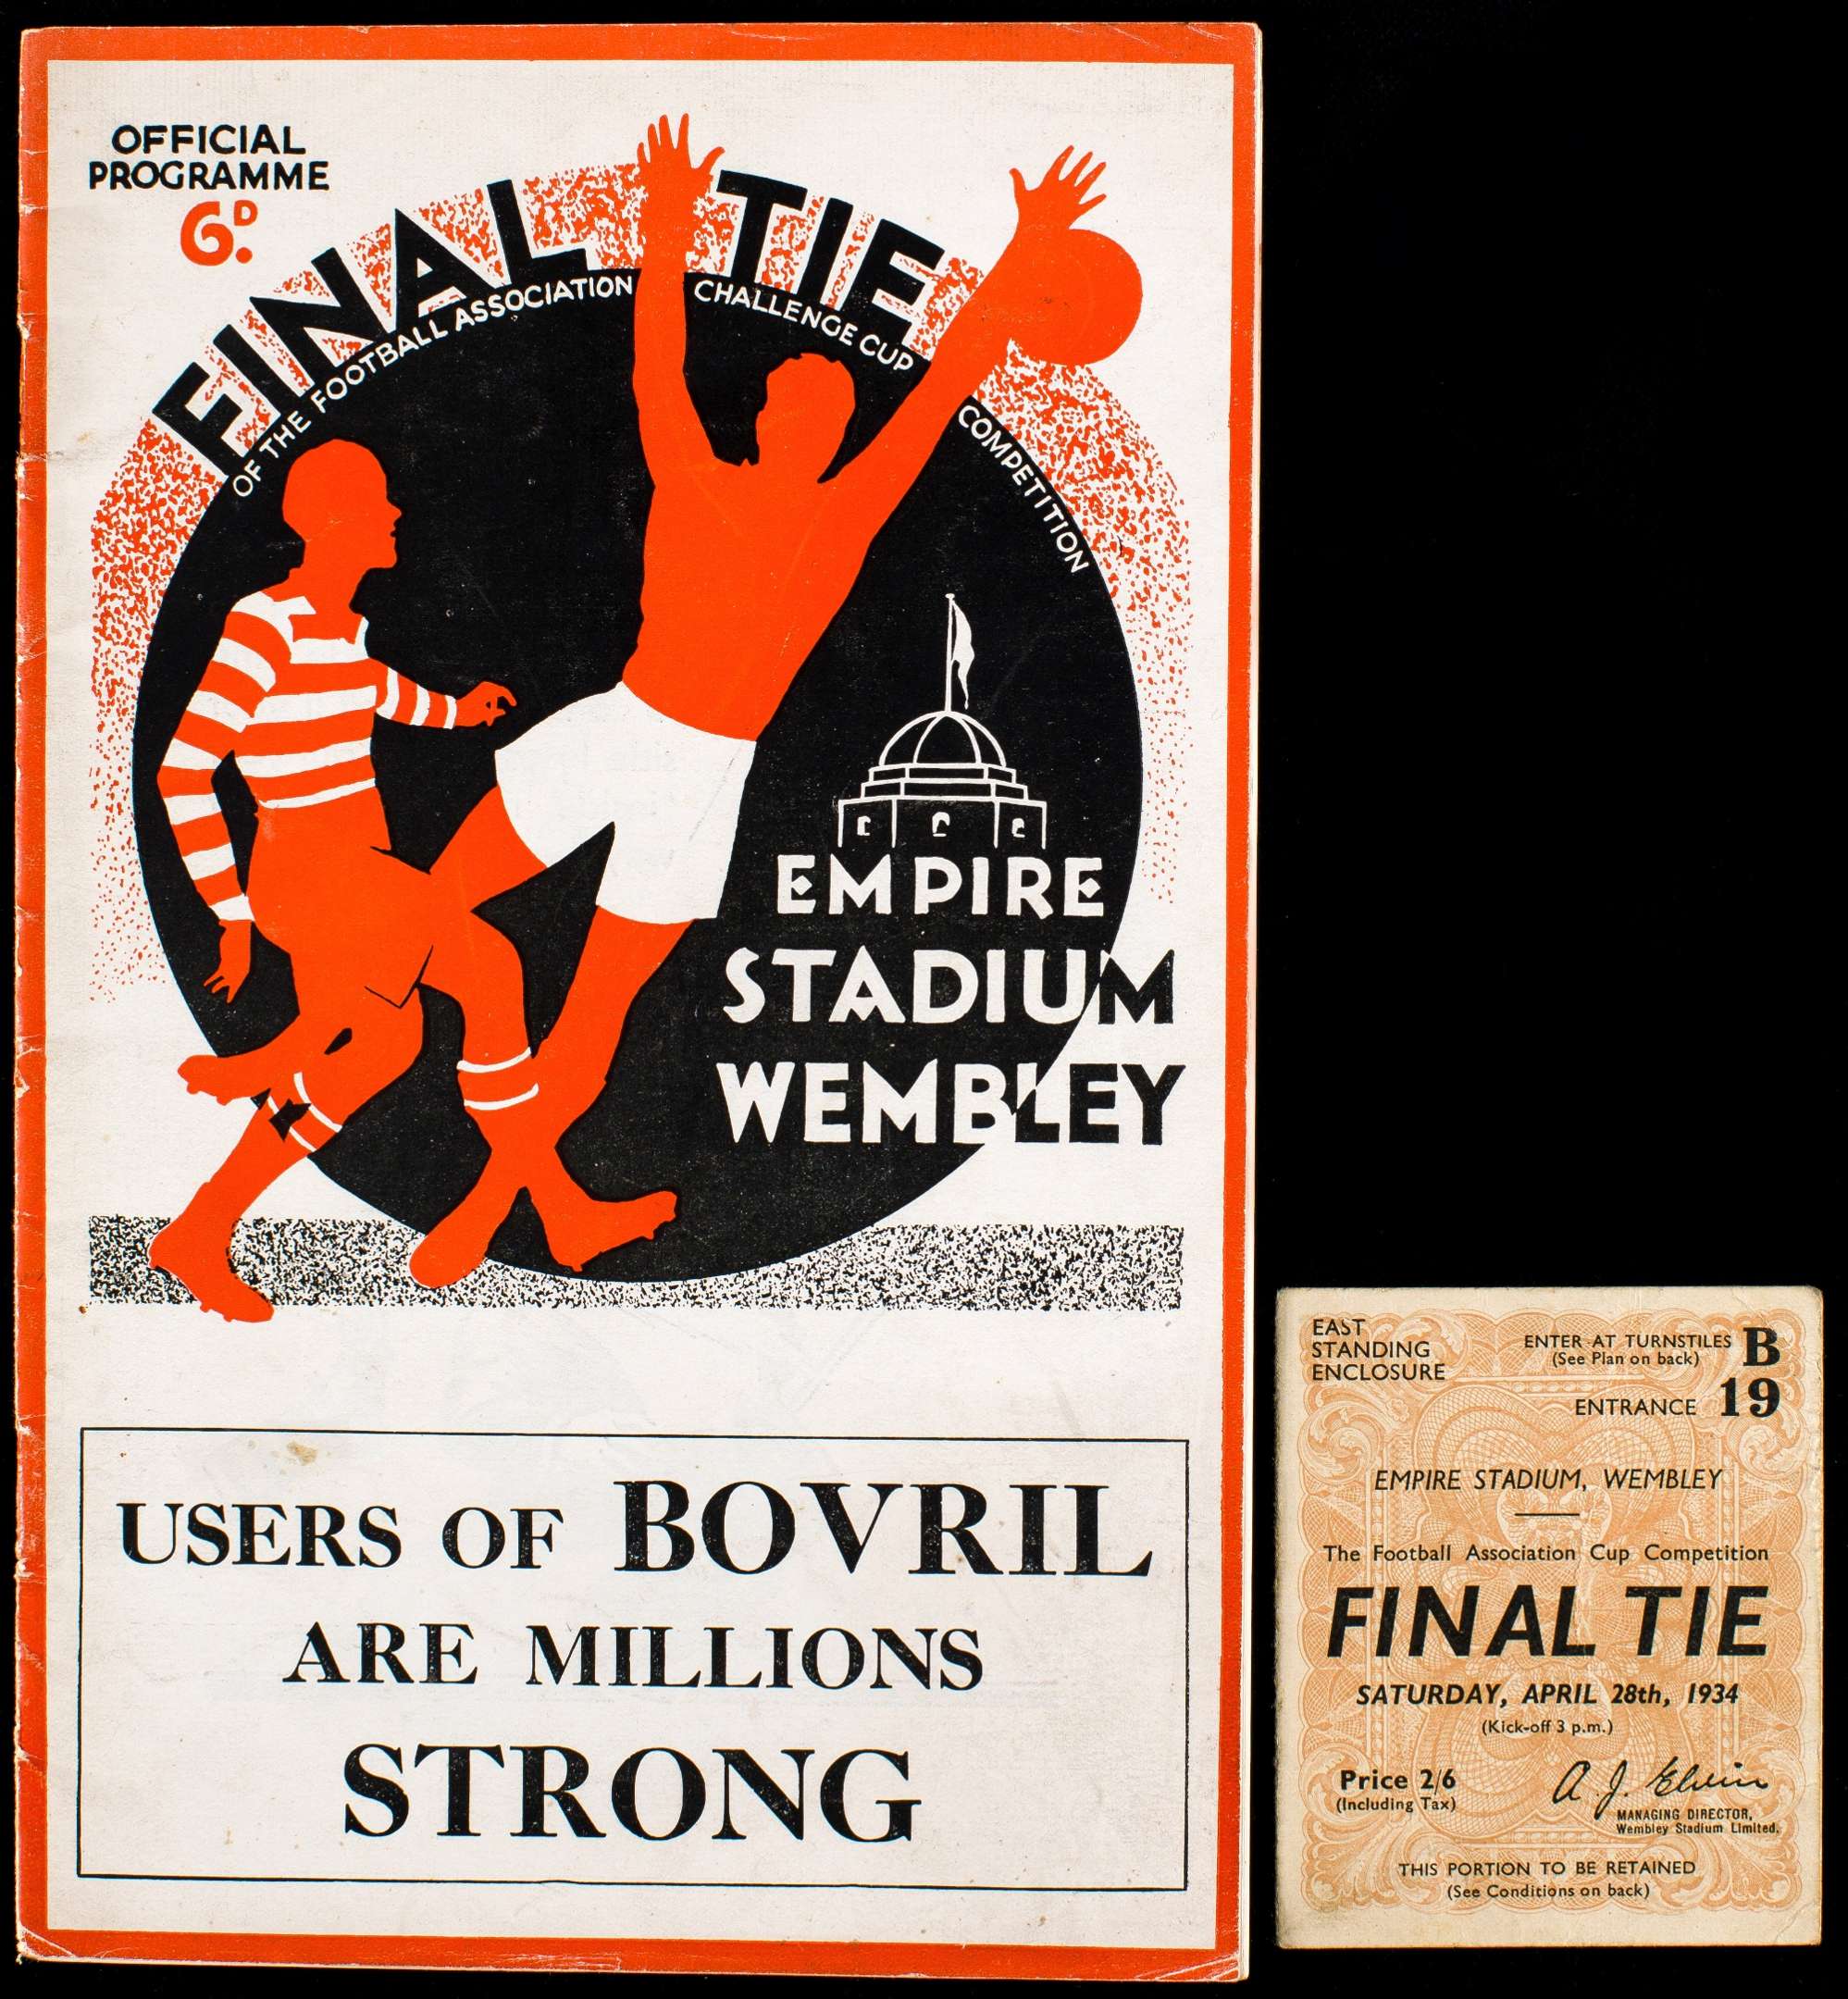 OFFICIAL
PROGRAMME
6D.
FINAL TIE
OF THE FOOTBALL ASSOCIATION CHALLENGE CUP COMPETITION
EMPIRE
STADIUM
WEMBLEY
USERS OF BOVRIL
ARE MILLIONS
STRONG
EAST
STANDING
ENCLOSURE
ENTER AT TURNSTILES B
(See Plan on back)
ENTRANCE 19
EMPIRE STADIUM, WEMBLEY
The Football Association Cup Competition
FINAL TIE
SATURDAY, APRIL 28th, 1934
(Kick-off 3 p.m.)
Price 2/6
(Including Tax)
A. J. Elvin
MANAGING DIRECTOR,
Wembley Stadium Limited.
THIS PORTION TO BE RETAINED
(See Conditions on back)